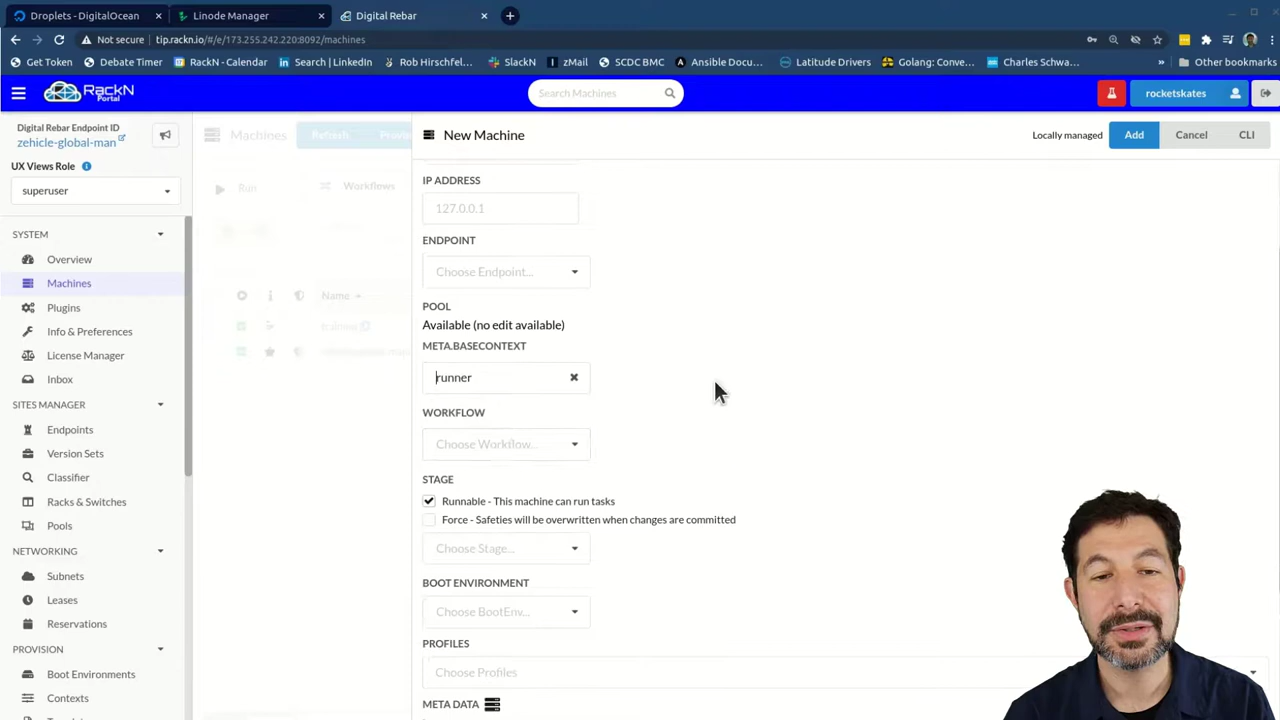 Droplets - DigitalOcean
Linode Manager
Digital Rebar
Not secure
tip.rackn.io/#/e/173.255.242.220:8092/machines
Get Token
Debate Timer
RackN - Calendar
Search | LinkedIn
Rob Hirschfel...
SlackN
zMail
SCDC BMC
Ansible Docu...
Latitude Drivers
Golang: Conve...
Charles Schwa...
»
Other bookmarks
RackN
Portal
Search Machines
rocketskates
Digital Rebar Endpoint ID
zehicle-global-man
UX Views Role
superuser
SYSTEM
Overview
Machines
Plugins
Info & Preferences
License Manager
Inbox
SITES MANAGER
Endpoints
Version Sets
Classifier
Racks & Switches
Pools
NETWORKING
Subnets
Leases
Reservations
PROVISION
Boot Environments
Contexts
Machines
Refresh
Run
Workflows
Name
New Machine
Locally managed
Add
Cancel
CLI
IP ADDRESS
127.0.0.1
ENDPOINT
Choose Endpoint...
POOL
Available (no edit available)
META.BASECONTEXT
runner
WORKFLOW
Choose Workflow...
STAGE
Runnable - This machine can run tasks
Force - Safeties will be overwritten when changes are committed
Choose Stage...
BOOT ENVIRONMENT
Choose BootEnv...
PROFILES
Choose Profiles
META DATA